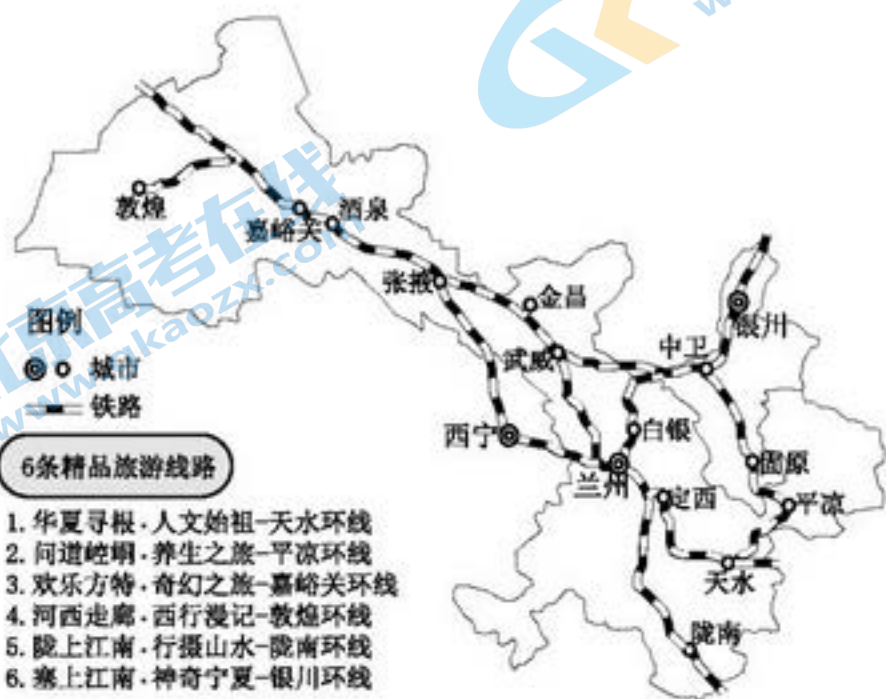 敦煌
嘉峪关
酒泉
张掖
金昌
武威
中卫
银川
西宁
白银
兰州
固原
定西
平凉
天水
陇南
图例
城市
铁路
6条精品旅游线路
1. 华夏寻根·人文始祖-天水环线
2. 问道崆峒·养生之旅-平凉环线
3. 欢乐方特·奇幻之旅-嘉峪关环线
4. 河西走廊·西行漫记-敦煌环线
5. 陇上江南·行摄山水-陇南环线
6. 塞上江南·神奇宁夏-银川环线